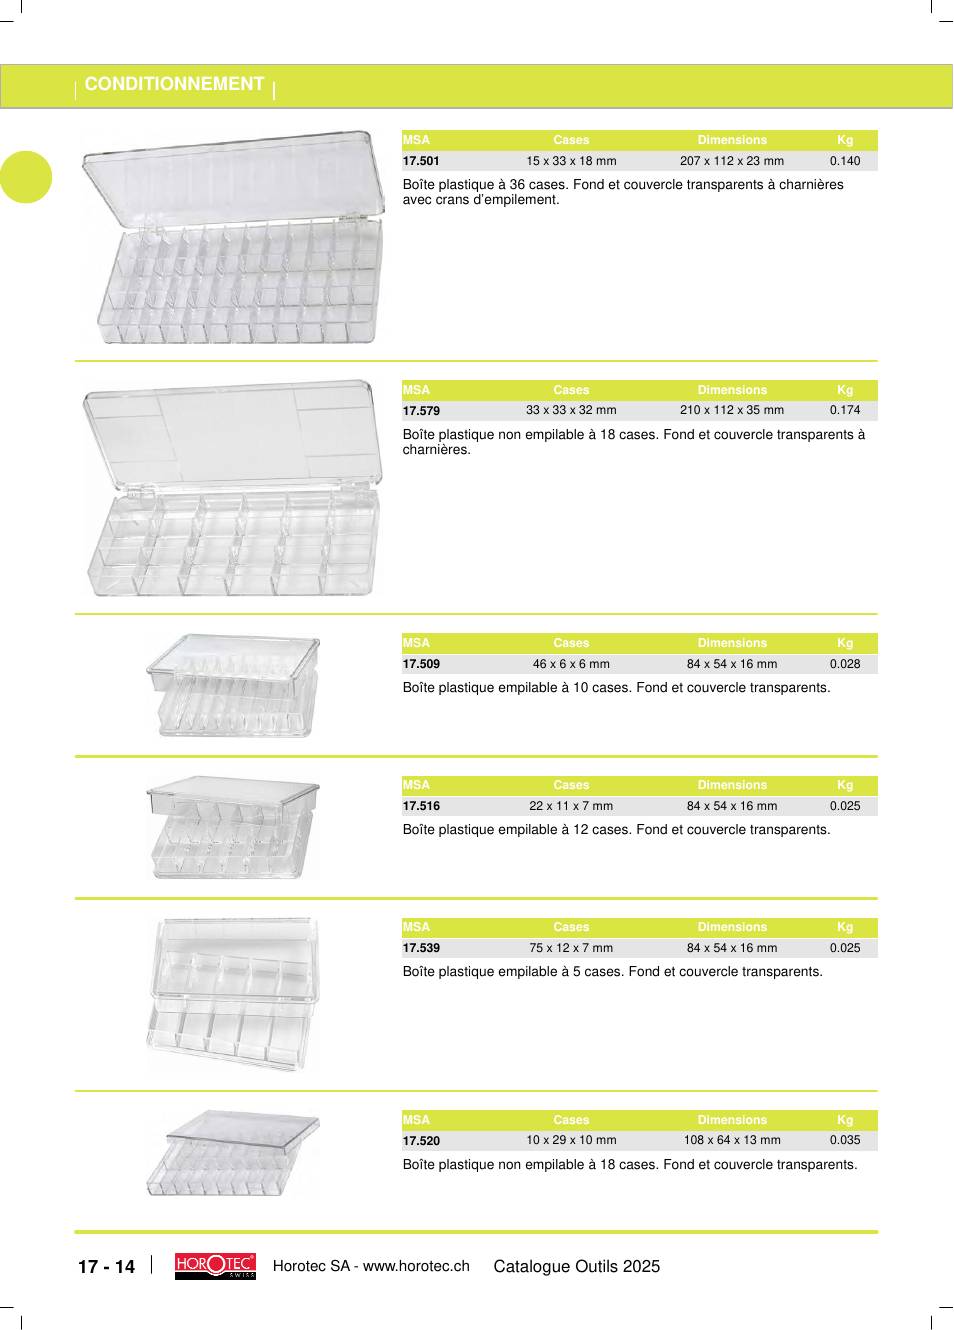 CONDITIONNEMENT
MSA Cases Dimensions Kg
17.501 15 x 33 x 18 mm 207 x 112 x 23 mm 0.140
Boîte plastique à 36 cases. Fond et couvercle transparents à charnières
avec crans d'empilement.
MSA Cases Dimensions Kg
17.579 33 x 33 x 32 mm 210 x 112 x 35 mm 0.174
Boîte plastique non empilable à 18 cases. Fond et couvercle transparents à
charnières.
MSA Cases Dimensions Kg
17.509 46 x 6 x 6 mm 84 x 54 x 16 mm 0.028
Boîte plastique empilable à 10 cases. Fond et couvercle transparents.
MSA Cases Dimensions Kg
17.516 22 x 11 x 7 mm 84 x 54 x 16 mm 0.025
Boîte plastique empilable à 12 cases. Fond et couvercle transparents.
MSA Cases Dimensions Kg
17.539 75 x 12 x 7 mm 84 x 54 x 16 mm 0.025
Boîte plastique empilable à 5 cases. Fond et couvercle transparents.
MSA Cases Dimensions Kg
17.520 10 x 29 x 10 mm 108 x 64 x 13 mm 0.035
Boîte plastique non empilable à 18 cases. Fond et couvercle transparents.
17 - 14 HOROTEC® SWISS Horotec SA - www.horotec.ch Catalogue Outils 2025